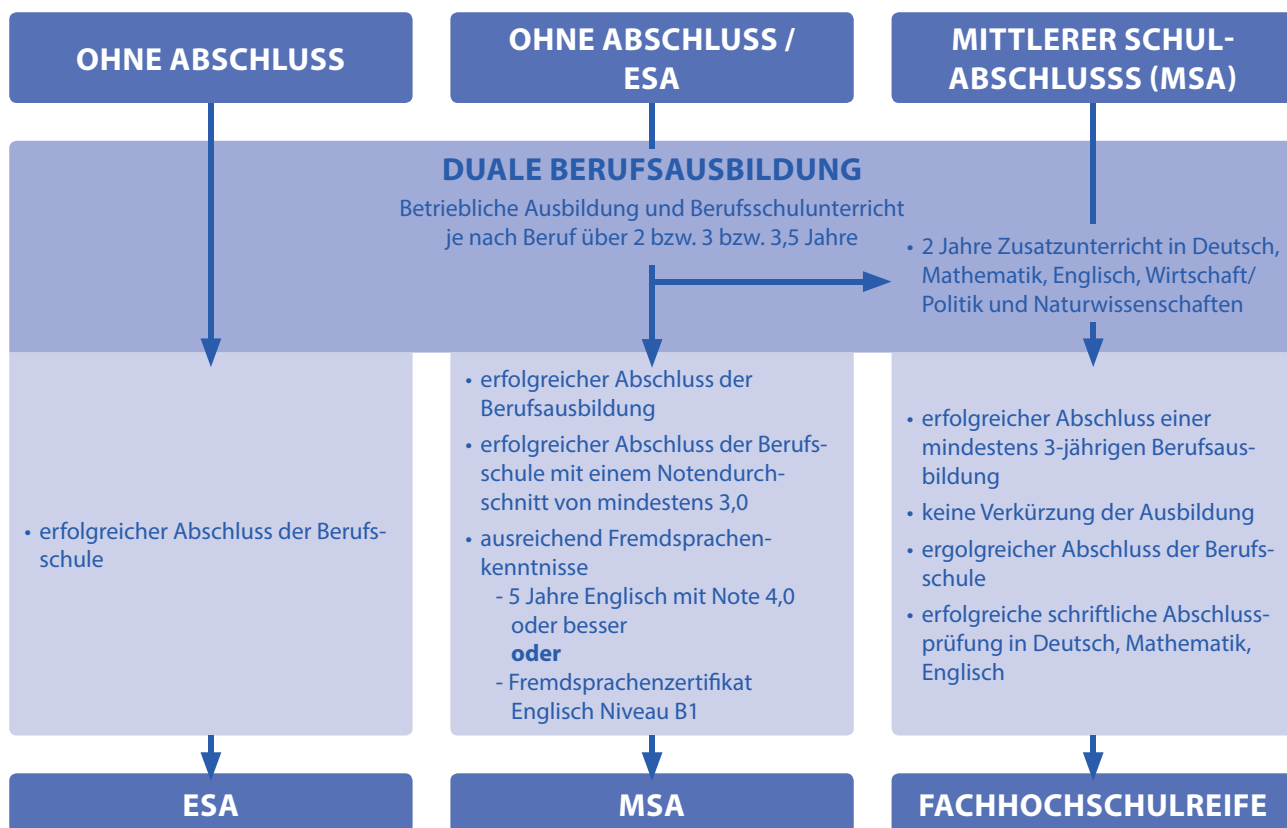 OHNE ABSCHLUSS
OHNE ABSCHLUSS /
ESA
MITTLERER SCHUL-
ABSCHLUSSS (MSA)
DUALE BERUFSAUSBILDUNG
Betriebliche Ausbildung und Berufsschulunterricht
je nach Beruf über 2 bzw. 3 bzw. 3,5 Jahre
• 2 Jahre Zusatzunterricht in Deutsch,
Mathematik, Englisch, Wirtschaft/
Politik und Naturwissenschaften
• erfolgreicher Abschluss der Berufs-
schule
• erfolgreicher Abschluss der
Berufsausbildung
• erfolgreicher Abschluss der Berufs-
schule mit einem Notendurch-
schnitt von mindestens 3,0
• ausreichend Fremdsprachen-
kenntnisse
- 5 Jahre Englisch mit Note 4,0
oder besser
oder
- Fremdsprachenzertifikat
Englisch Niveau B1
• erfolgreicher Abschluss einer
mindestens 3-jährigen Berufsaus-
bildung
• keine Verkürzung der Ausbildung
• ergolgreicher Abschluss der Berufs-
schule
• erfolgreiche schriftliche Abschluss-
prüfung in Deutsch, Mathematik,
Englisch
ESA
MSA
FACHHOCHSCHULREIFE